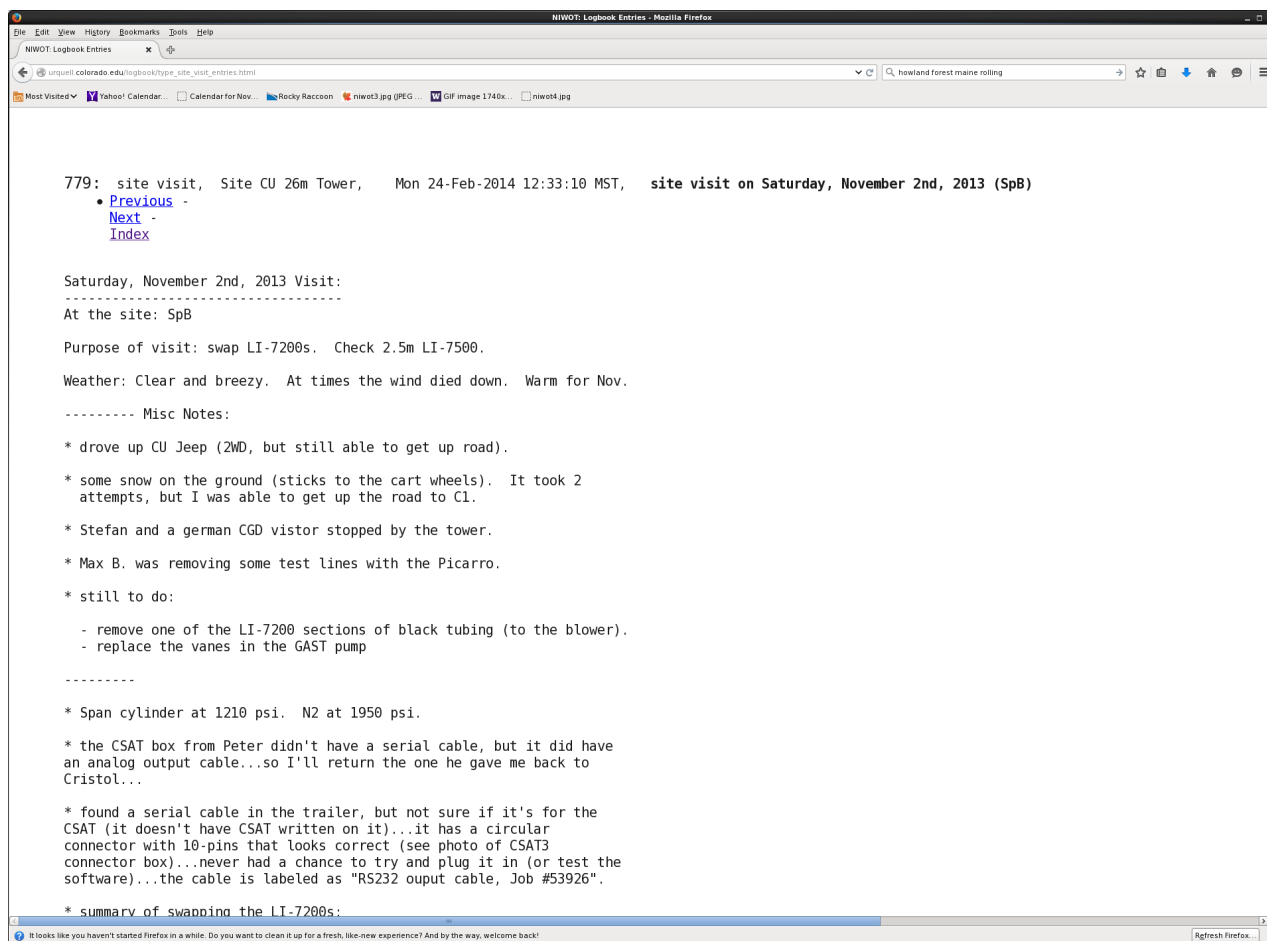 NIWOT: Logbook Entries - Mozilla Firefox
File Edit View History Bookmarks Tools Help
NIWOT: Logbook Entries
urquell.colorado.edu/logbook/type_site_visit_entries.html
howland forest maine rolling
Most Visited Yahoo! Calendar... Calendar for Nov... Rocky Raccoon niwot3.jpg (JPEG ... GIF image 1740x... niwot4.jpg
779: site visit, Site CU 26m Tower, Mon 24-Feb-2014 12:33:10 MST, site visit on Saturday, November 2nd, 2013 (SpB)
• Previous -
Next -
Index
Saturday, November 2nd, 2013 Visit:
-----------------------------------
At the site: SpB
Purpose of visit: swap LI-7200s. Check 2.5m LI-7500.
Weather: Clear and breezy. At times the wind died down. Warm for Nov.
--------- Misc Notes:
* drove up CU Jeep (2WD, but still able to get up road).
* some snow on the ground (sticks to the cart wheels). It took 2
attempts, but I was able to get up the road to C1.
* Stefan and a german CGD vistor stopped by the tower.
* Max B. was removing some test lines with the Picarro.
* still to do:
- remove one of the LI-7200 sections of black tubing (to the blower).
- replace the vanes in the GAST pump
---------
* Span cylinder at 1210 psi. N2 at 1950 psi.
* the CSAT box from Peter didn't have a serial cable, but it did have
an analog output cable...so I'll return the one he gave me back to
Cristol...
* found a serial cable in the trailer, but not sure if it's for the
CSAT (it doesn't have CSAT written on it)...it has a circular
connector with 10-pins that looks correct (see photo of CSAT3
connector box)...never had a chance to try and plug it in (or test the
software)...the cable is labeled as "RS232 ouput cable, Job #53926".
* summary of swapping the LI-7200s:
It looks like you haven't started Firefox in a while. Do you want to clean it up for a fresh, like-new experience? And by the way, welcome back!
Refresh Firefox...